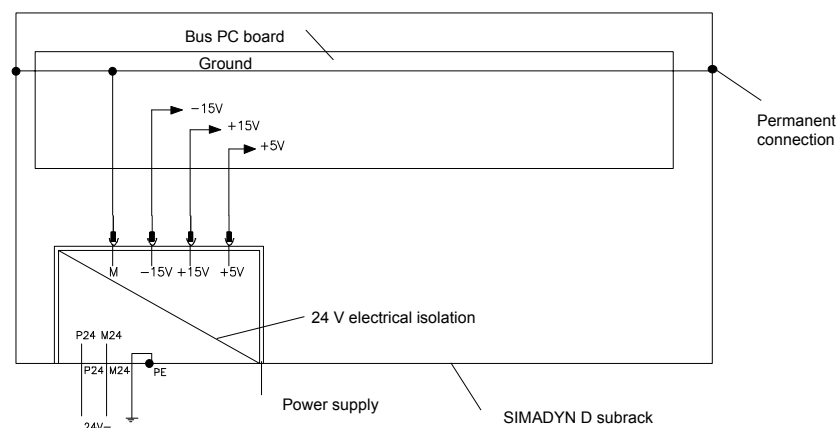 Bus PC board
Ground
-15V
+15V
+5V
Permanent
connection
M -15V +15V +5V
24 V electrical isolation
P24 M24
P24 M24 PE
Power supply
SIMADYN D subrack